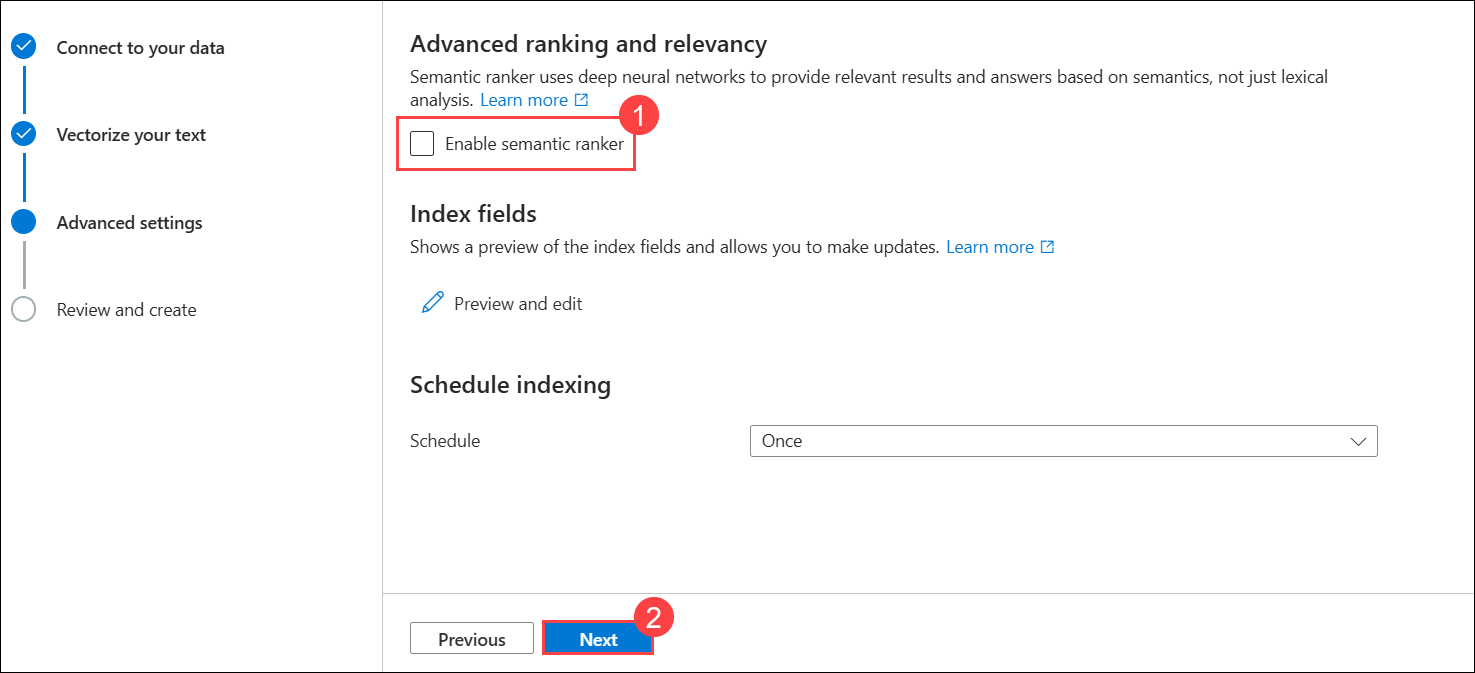 Connect to your data
Vectorize your text
Advanced settings
Review and create
Advanced ranking and relevancy
Semantic ranker uses deep neural networks to provide relevant results and answers based on semantics, not just lexical
analysis. Learn more
1
Enable semantic ranker
Index fields
Shows a preview of the index fields and allows you to make updates. Learn more
Preview and edit
Schedule indexing
Schedule Once
2
Previous Next